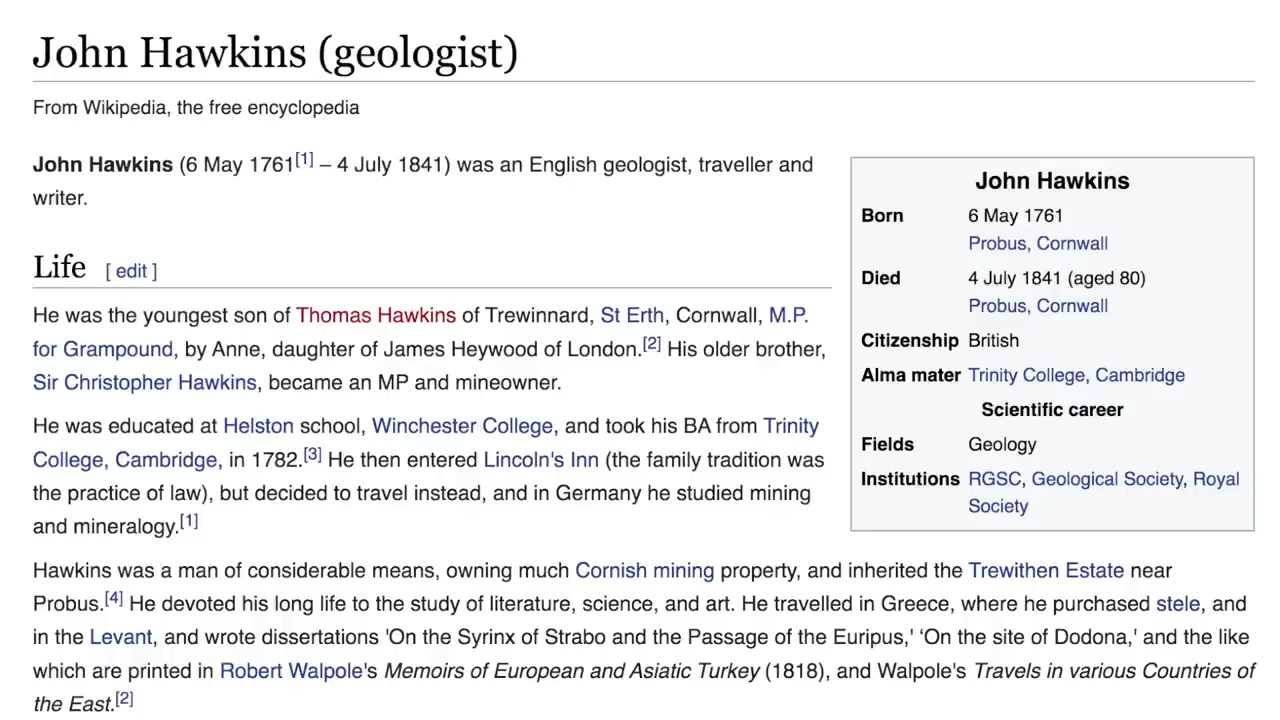 John Hawkins (geologist)
From Wikipedia, the free encyclopedia
John Hawkins (6 May 1761[1] – 4 July 1841) was an English geologist, traveller and
writer.
Life [ edit ]
He was the youngest son of Thomas Hawkins of Trewinnard, St Erth, Cornwall, M.P.
for Grampound, by Anne, daughter of James Heywood of London.[2] His older brother,
Sir Christopher Hawkins, became an MP and mineowner.
He was educated at Helston school, Winchester College, and took his BA from Trinity
College, Cambridge, in 1782.[3] He then entered Lincoln's Inn (the family tradition was
the practice of law), but decided to travel instead, and in Germany he studied mining
and mineralogy.[1]
John Hawkins
Born 6 May 1761
Probus, Cornwall
Died 4 July 1841 (aged 80)
Probus, Cornwall
Citizenship British
Alma mater Trinity College, Cambridge
Scientific career
Fields Geology
Institutions RGSC, Geological Society, Royal
Society
Hawkins was a man of considerable means, owning much Cornish mining property, and inherited the Trewithen Estate near
Probus.[4] He devoted his long life to the study of literature, science, and art. He travelled in Greece, where he purchased stele, and
in the Levant, and wrote dissertations 'On the Syrinx of Strabo and the Passage of the Euripus,' ‘On the site of Dodona,' and the like
which are printed in Robert Walpole's Memoirs of European and Asiatic Turkey (1818), and Walpole's Travels in various Countries of
the East.[2]